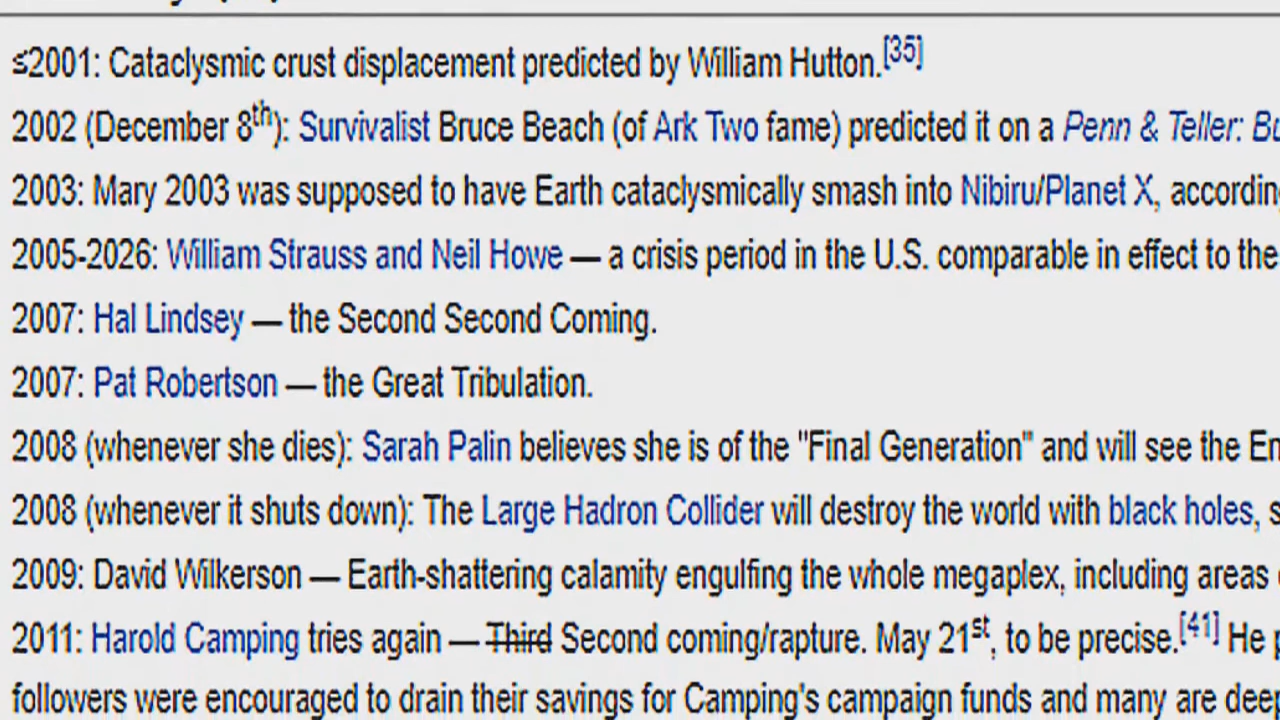 ≤2001: Cataclysmic crust displacement predicted by William Hutton.[35]
2002 (December 8th): Survivalist Bruce Beach (of Ark Two fame) predicted it on a Penn & Teller:
2003: Mary 2003 was supposed to have Earth cataclysmically smash into Nibiru/Planet X,
2005-2026: William Strauss and Neil Howe — a crisis period in the U.S. comparable in effect to the
2007: Hal Lindsey — the Second Second Coming.
2007: Pat Robertson — the Great Tribulation.
2008 (whenever she dies): Sarah Palin believes she is of the "Final Generation" and will see the
2008 (whenever it shuts down): The Large Hadron Collider will destroy the world with black holes,
2009: David Wilkerson — Earth-shattering calamity engulfing the whole megaplex, including areas
2011: Harold Camping tries again — Third Second coming/rapture. May 21st, to be precise.[41] He
followers were encouraged to drain their savings for Camping's campaign funds and many are